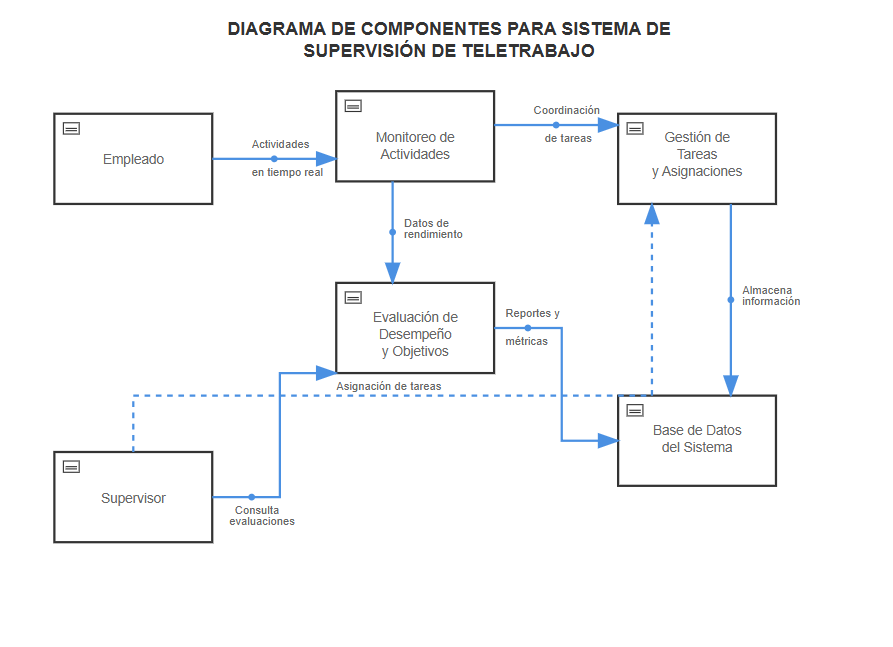 DIAGRAMA DE COMPONENTES PARA SISTEMA DE
SUPERVISIÓN DE TELETRABAJO
Empleado
Actividades
en tiempo real
Monitoreo de
Actividades
Coordinación
de tareas
Gestión de
Tareas
y Asignaciones
Datos de
rendimiento
Almacena
información
Evaluación de
Desempeño
y Objetivos
Reportes y
métricas
Asignación de tareas
Base de Datos
del Sistema
Supervisor
Consulta
evaluaciones